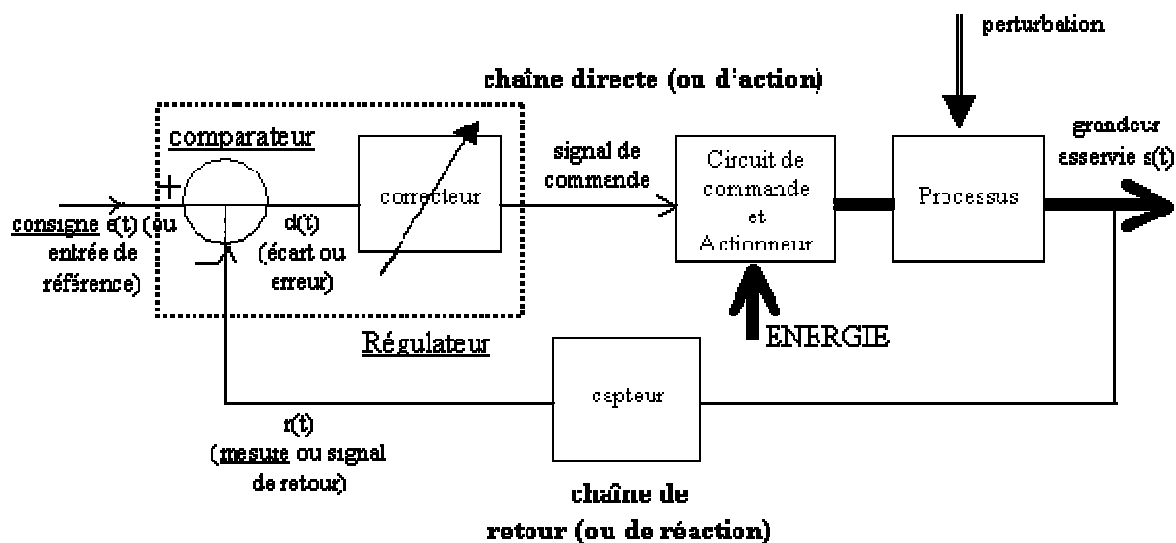 perturbation
chaîne directe (ou d'action)
comparateur
+
correcteur
signal de
commande
Circuit de
commande
et
Actionneur
Processus
grandeur
asservie s(t)
consigne e(t) (ou
entrée de
référence)
d(t)
(écart ou
erreur)
Régulateur
ENERGIE
capteur
r(t)
(mesure ou signal
de retour)
chaîne de
retour (ou de réaction)